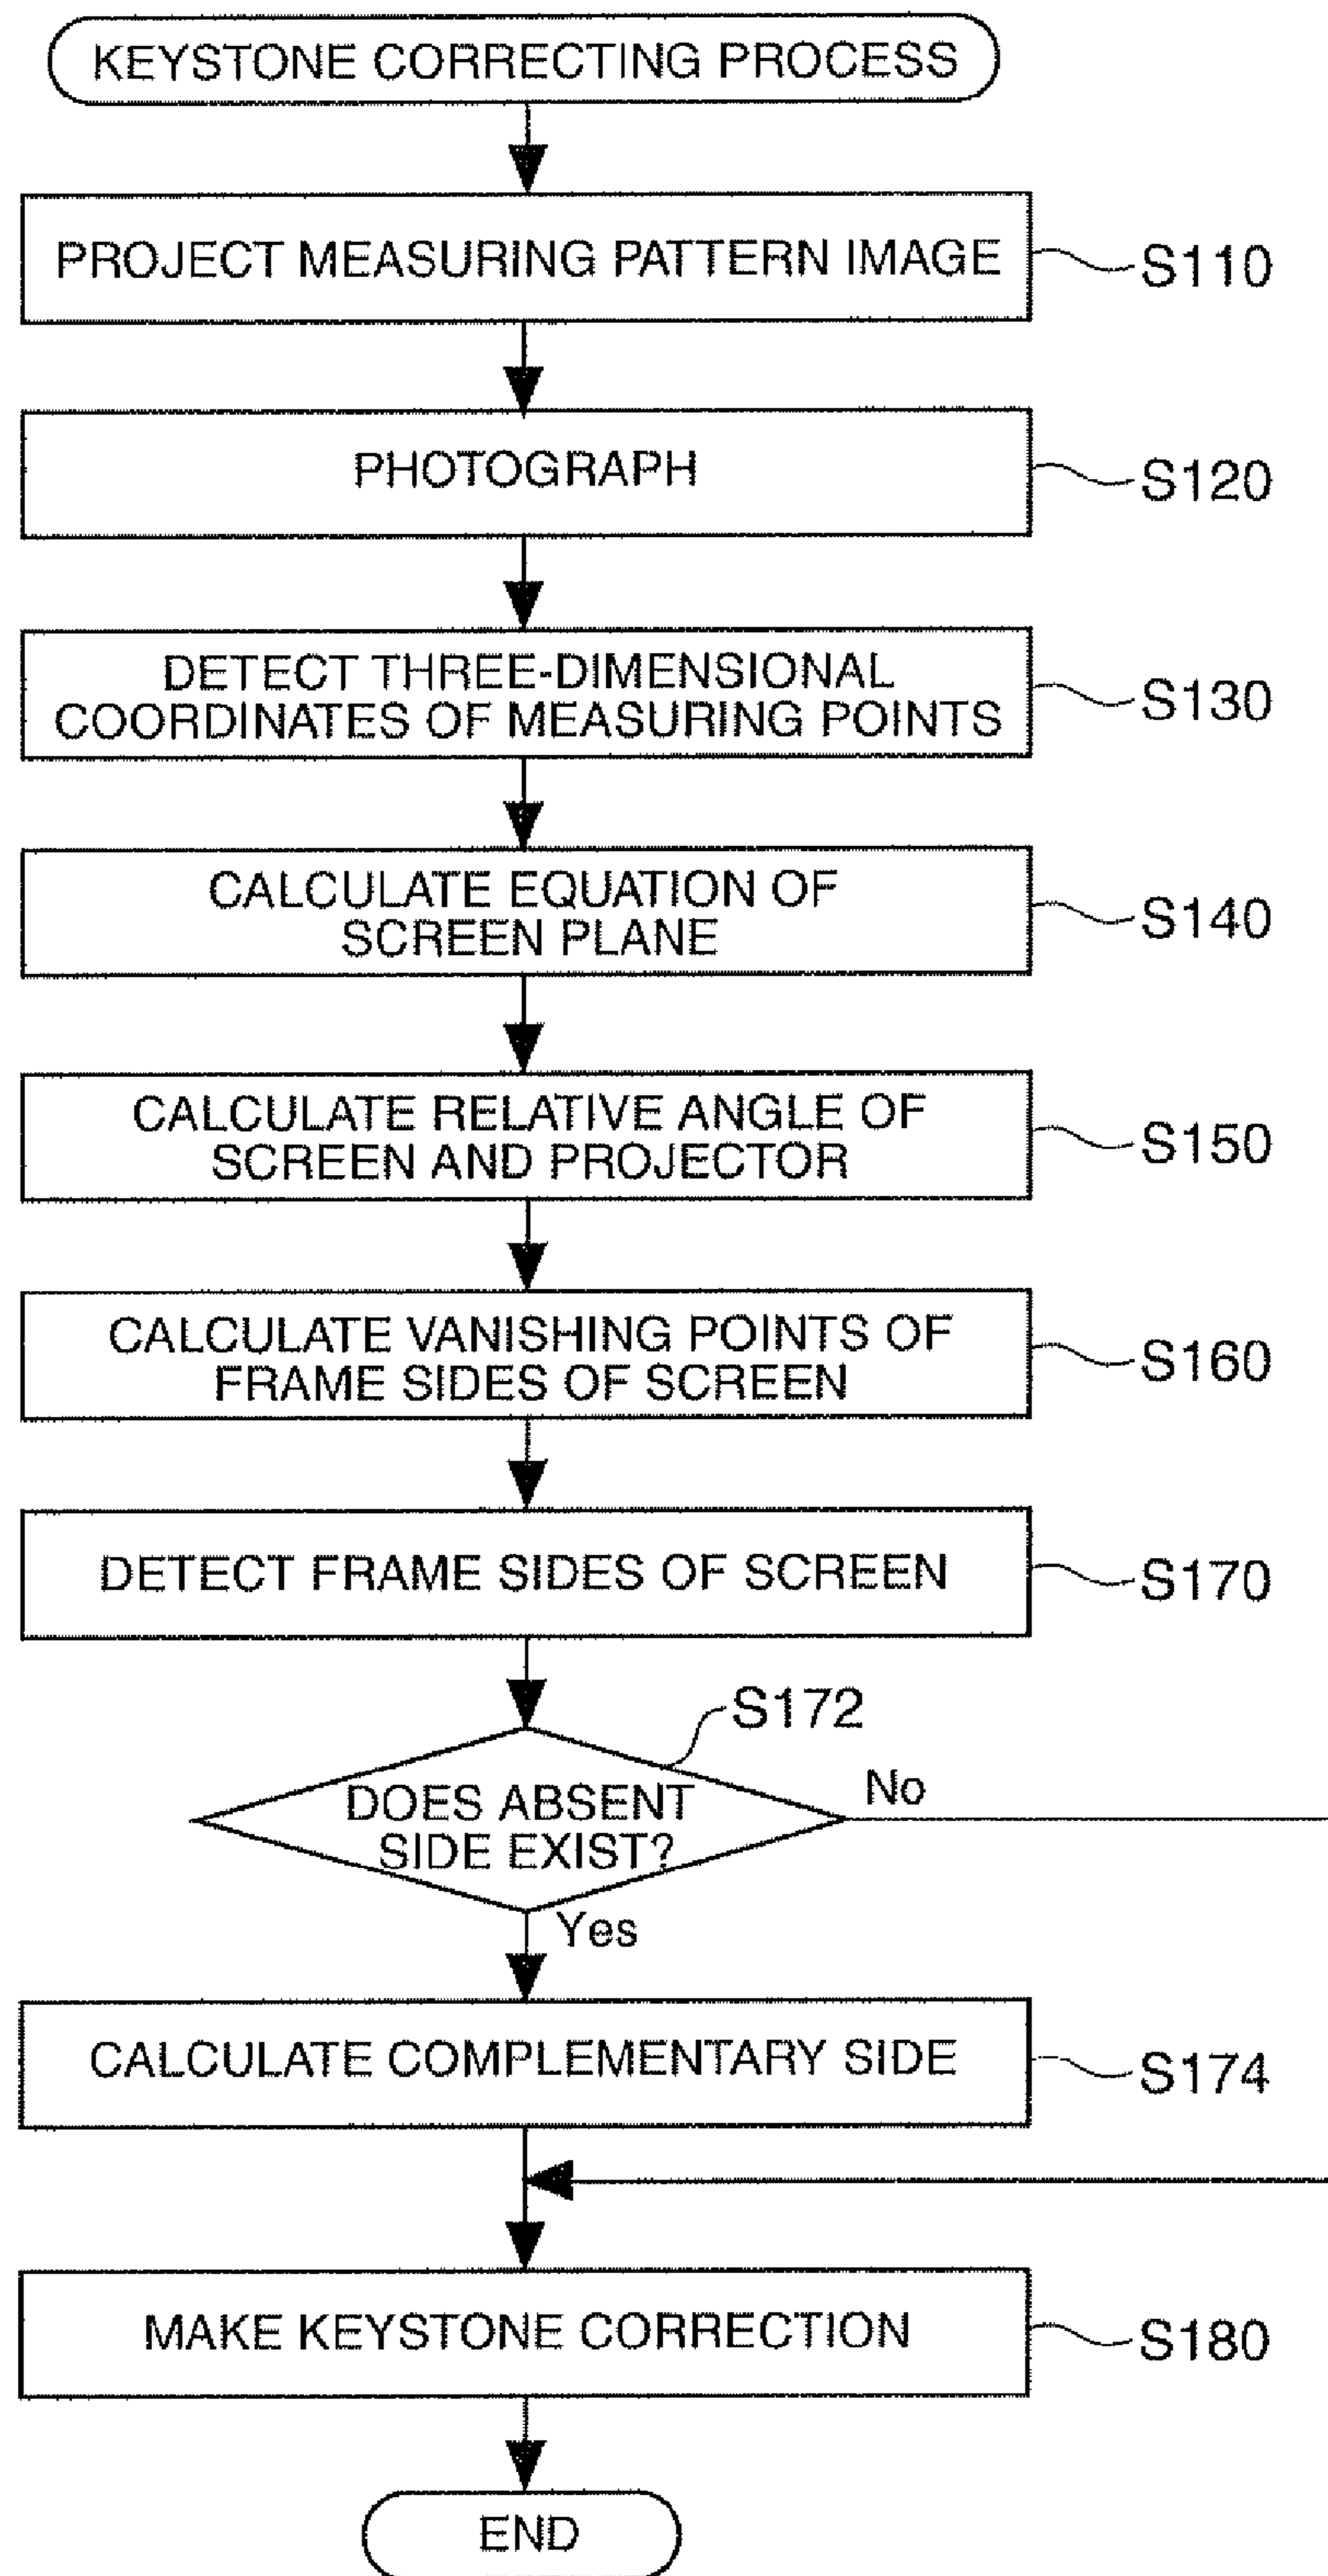 KEYSTONE CORRECTING PROCESS
PROJECT MEASURING PATTERN IMAGE
S110
PHOTOGRAPH
S120
DETECT THREE-DIMENSIONAL
COORDINATES OF MEASURING POINTS
S130
CALCULATE EQUATION OF
SCREEN PLANE
S140
CALCULATE RELATIVE ANGLE OF
SCREEN AND PROJECTOR
S150
CALCULATE VANISHING POINTS OF
FRAME SIDES OF SCREEN
S160
DETECT FRAME SIDES OF SCREEN
S170
S172
DOES ABSENT
SIDE EXIST?
No
Yes
CALCULATE COMPLEMENTARY SIDE
S174
MAKE KEYSTONE CORRECTION
S180
END